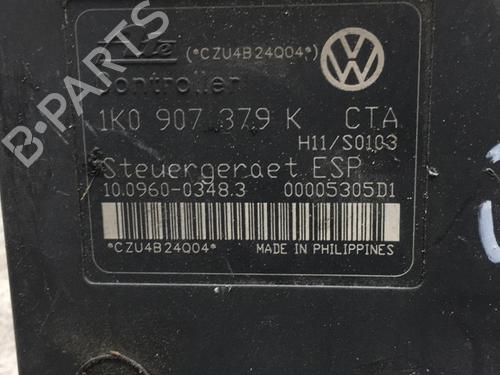 Ate (*CZU4B24Q04*)
Controller
1K0 907 379 K CTA
H11/S0103
Steuergeraet ESP
10.0960-0348.3 00005305D1
*CZU4B24Q04* MADE IN PHILIPPINES